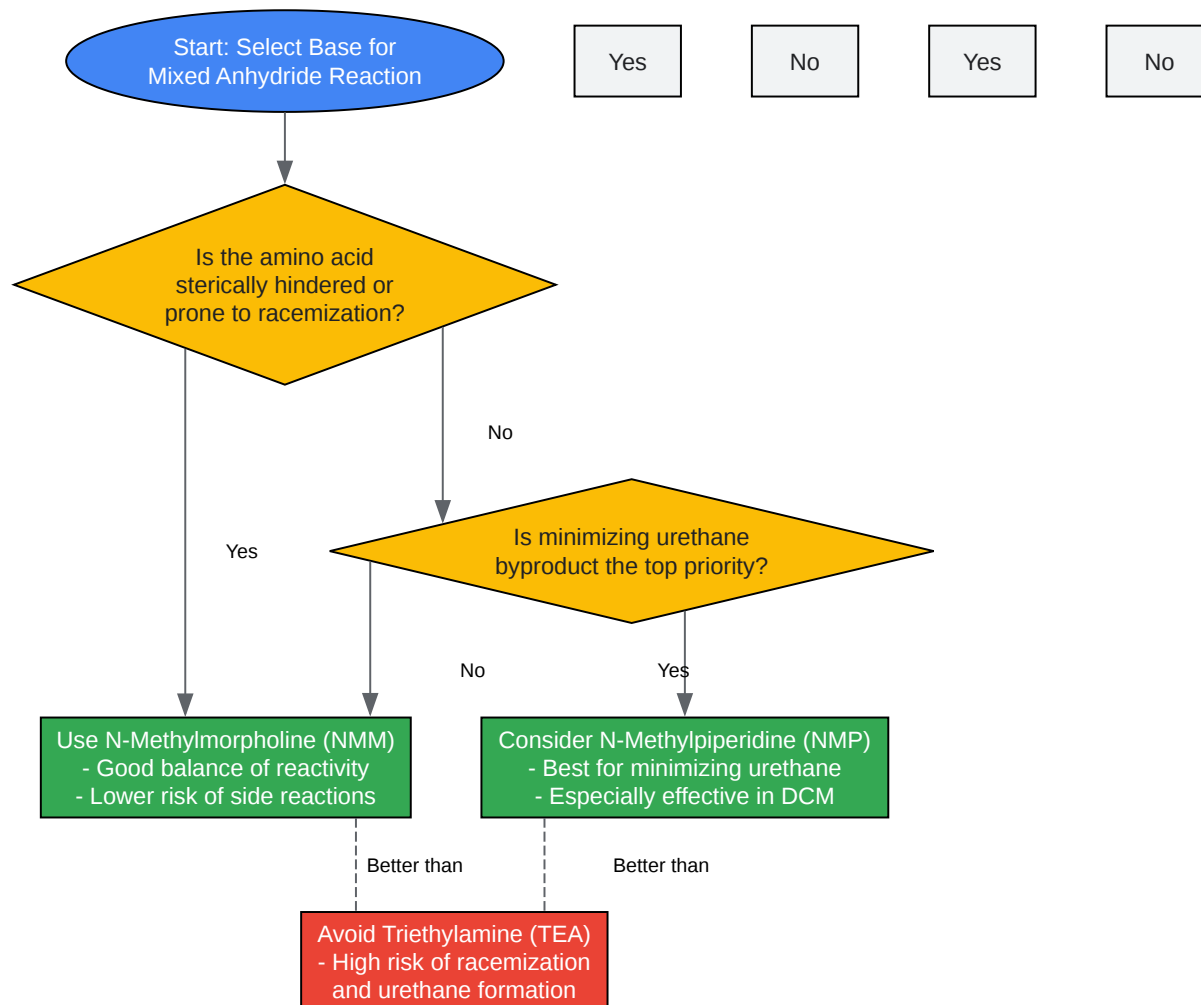 Start: Select Base for
Mixed Anhydride Reaction
Yes
No
Yes
No
Is the amino acid
sterically hindered or
prone to racemization?
No
Yes
Is minimizing urethane
byproduct the top priority?
No
Yes
Use N-Methylmorpholine (NMM)
- Good balance of reactivity
- Lower risk of side reactions
Consider N-Methylpiperidine (NMP)
- Best for minimizing urethane
- Especially effective in DCM
Better than
Better than
Avoid Triethylamine (TEA)
- High risk of racemization
and urethane formation